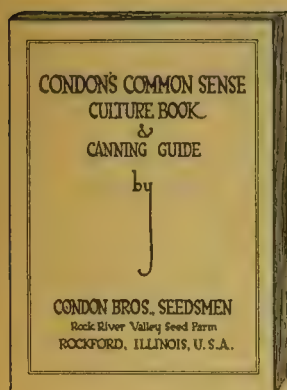 CONDON'S COMMON SENSE
CULTURE BOOK
&
CANNING GUIDE
by
CONDON BROS., SEEDSMEN
Rock River Valley Seed Farm
ROCKFORD, ILLINOIS, U.S.A.